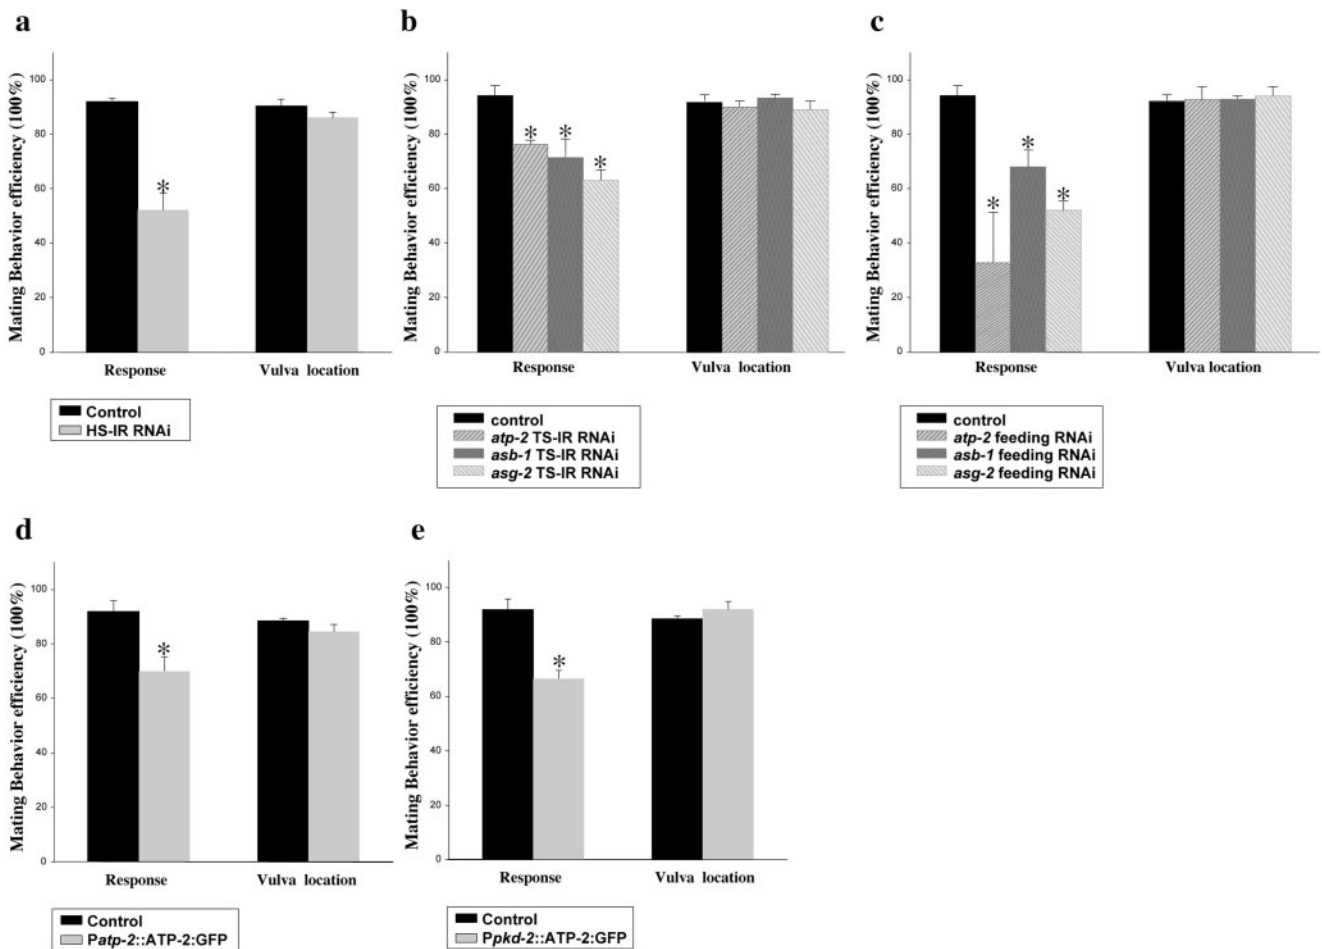 a
Mating Behavior efficiency (100%)
100
80
60
40
20
0
*
Response
Vulva location
Control
HS-IR RNAi
b
Mating Behavior efficiency (100%)
100
80
60
40
20
0
* * *
Response
Vulva location
control
atp-2 TS-IR RNAi
asb-1 TS-IR RNAi
asg-2 TS-IR RNAi
c
Mating Behavior efficiency (100%)
100
80
60
40
20
0
* * *
Response
Vulva location
control
atp-2 feeding RNAi
asb-1 feeding RNAi
asg-2 feeding RNAi
d
Mating Behavior efficiency (100%)
100
80
60
40
20
0
*
Response
Vulva location
Control
Patp-2::ATP-2:GFP
e
Mating Behavior efficiency (100%)
100
80
60
40
20
0
*
Response
Vulva location
Control
Ppkd-2::ATP-2:GFP